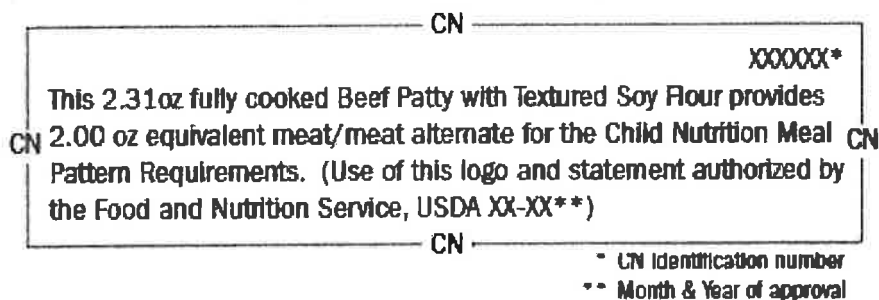 CN
XXXXXX*
This 2.31oz fully cooked Beef Patty with Textured Soy Flour provides
CN 2.00 oz equivalent meat/meat alternate for the Child Nutrition Meal CN
Pattern Requirements. (Use of this logo and statement authorized by
the Food and Nutrition Service, USDA XX-XX**)
CN
* CN Identification number
** Month & Year of approval